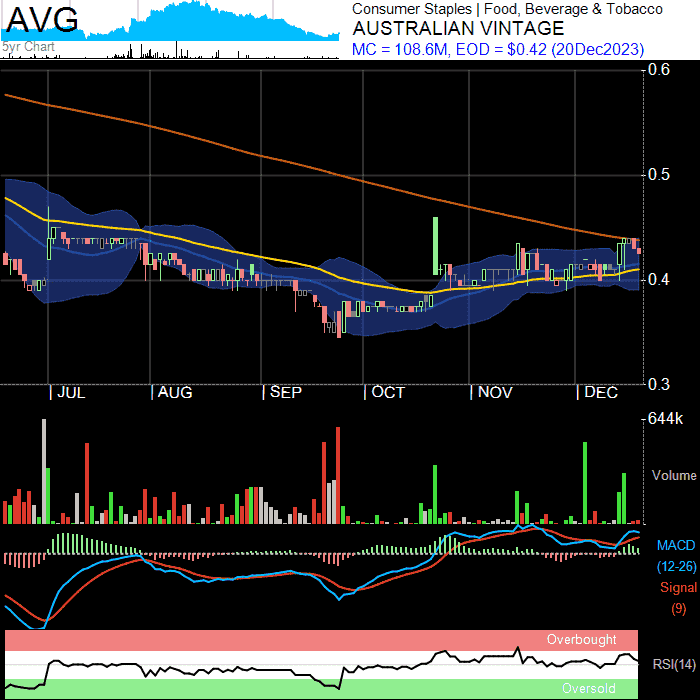 AVG
5yr Chart
Consumer Staples | Food, Beverage & Tobacco
AUSTRALIAN VINTAGE
MC = 108.6M, EOD = $0.42 (20Dec2023)
0.6
0.5
0.4
0.3
| JUL | AUG | SEP | OCT | NOV | DEC
644k
Volume
MACD
(12-26)
Signal
(9)
Overbought
RSI(14)
Oversold